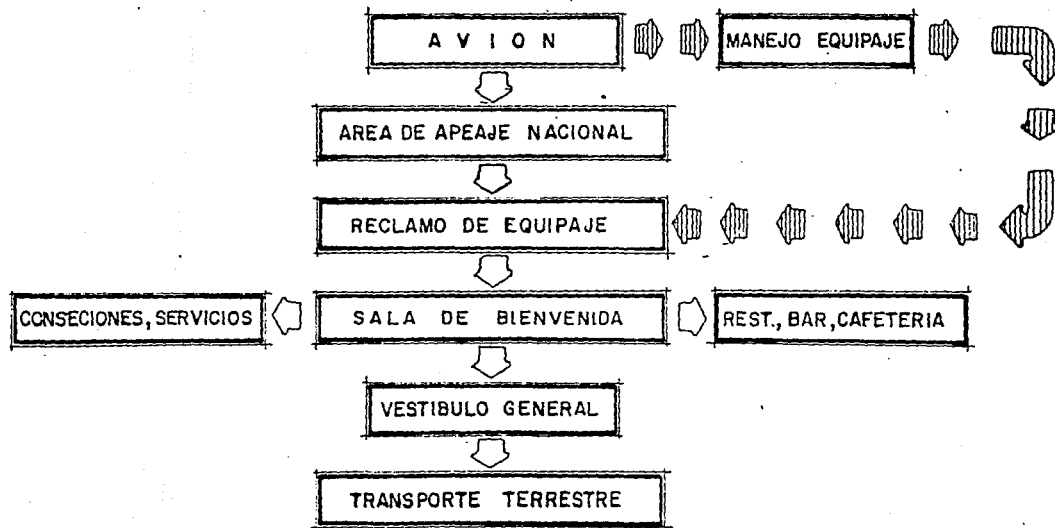 AVION
MANEJO EQUIPAJE
AREA DE APEAJE NACIONAL
RECLAMO DE EQUIPAJE
CONSECIONES, SERVICIOS
SALA DE BIENVENIDA
REST., BAR, CAFETERIA
VESTIBULO GENERAL
TRANSPORTE TERRESTRE